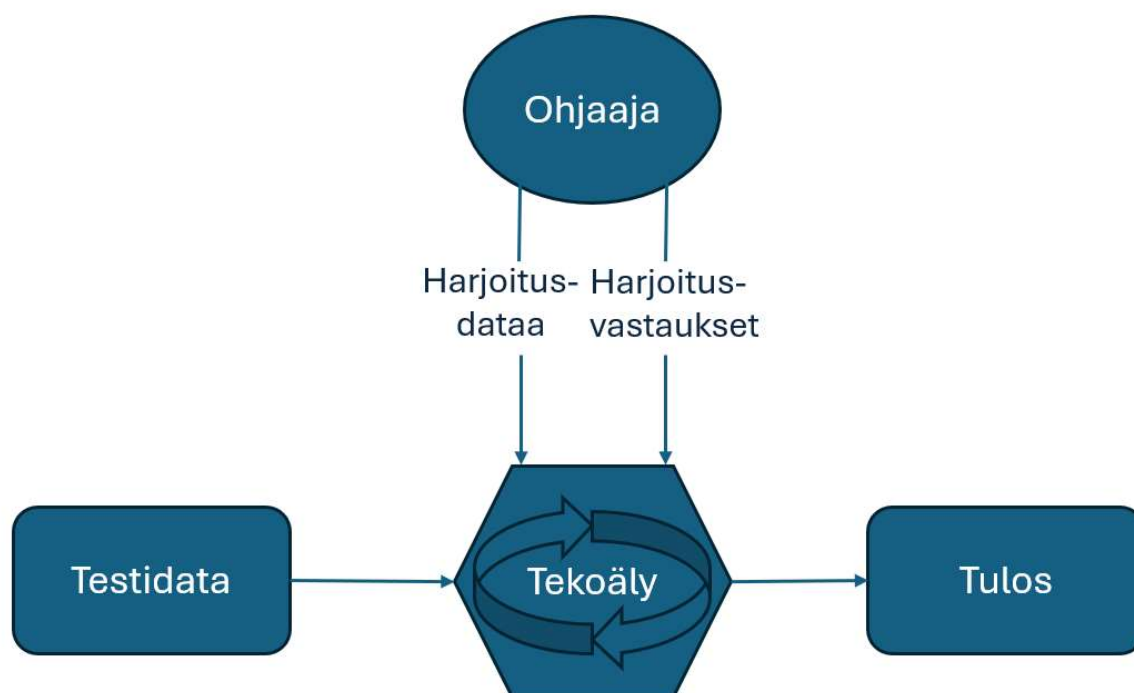 Ohjaaja
Harjoitus-
dataa
Harjoitus-
vastaukset
Testidata
Tekoäly
Tulos